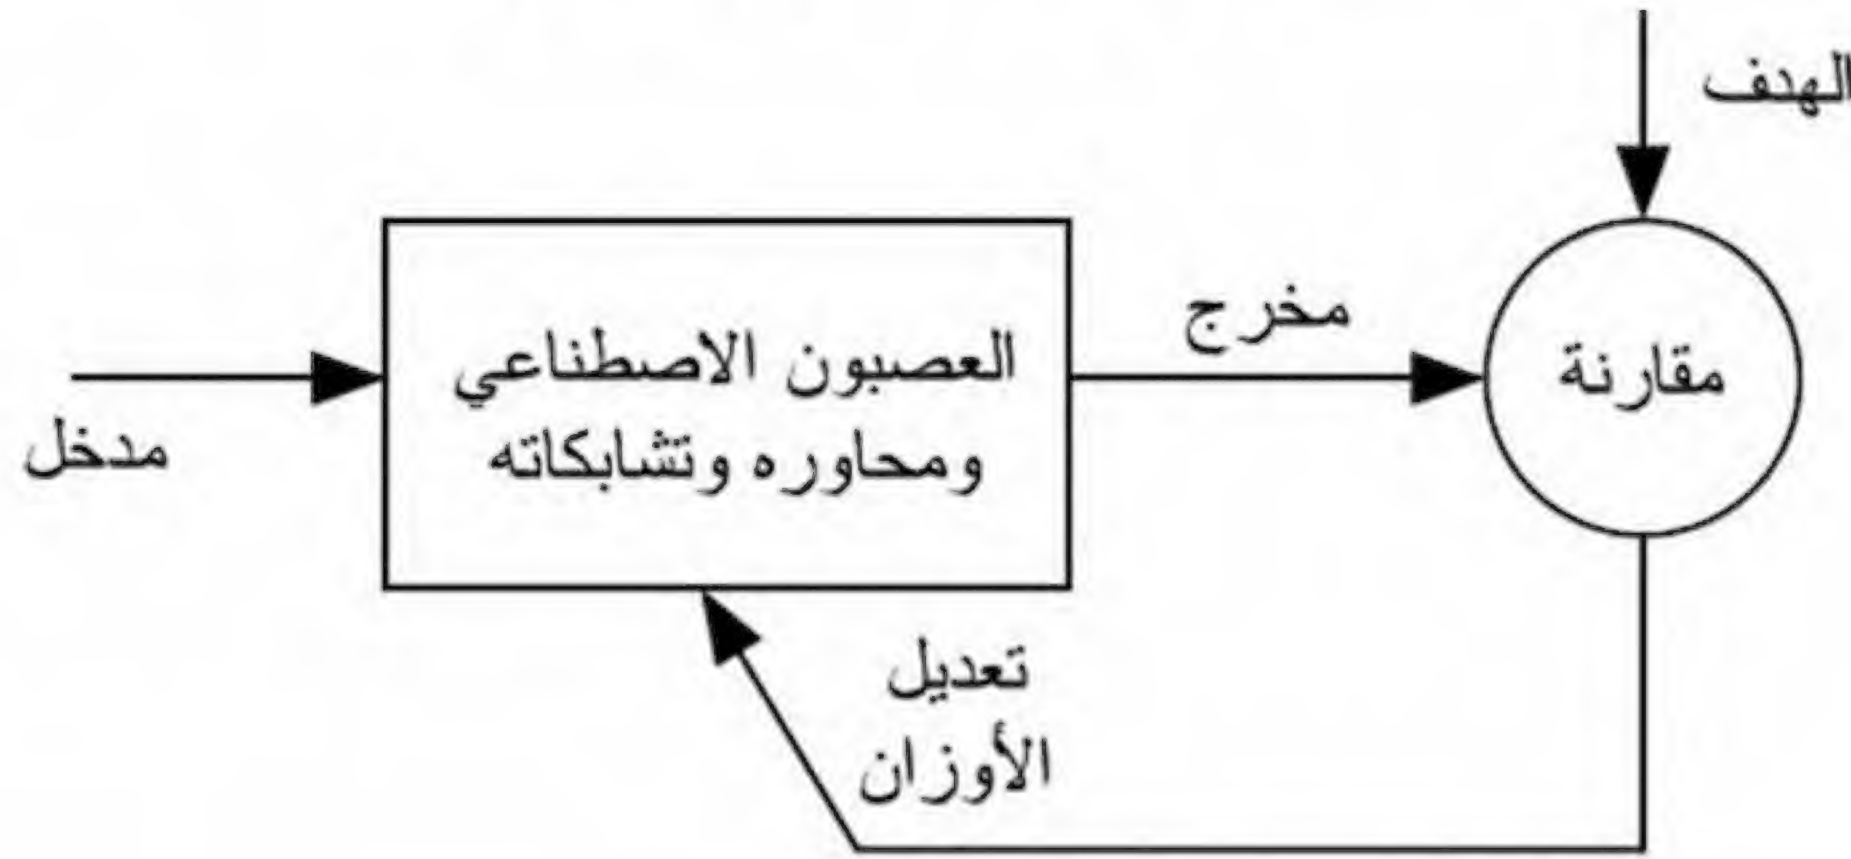 الهدف
مخرج
مقارنة
العصبون الاصطناعي
ومحاوره وتشابكاته
مدخل
تعديل
الأوزان